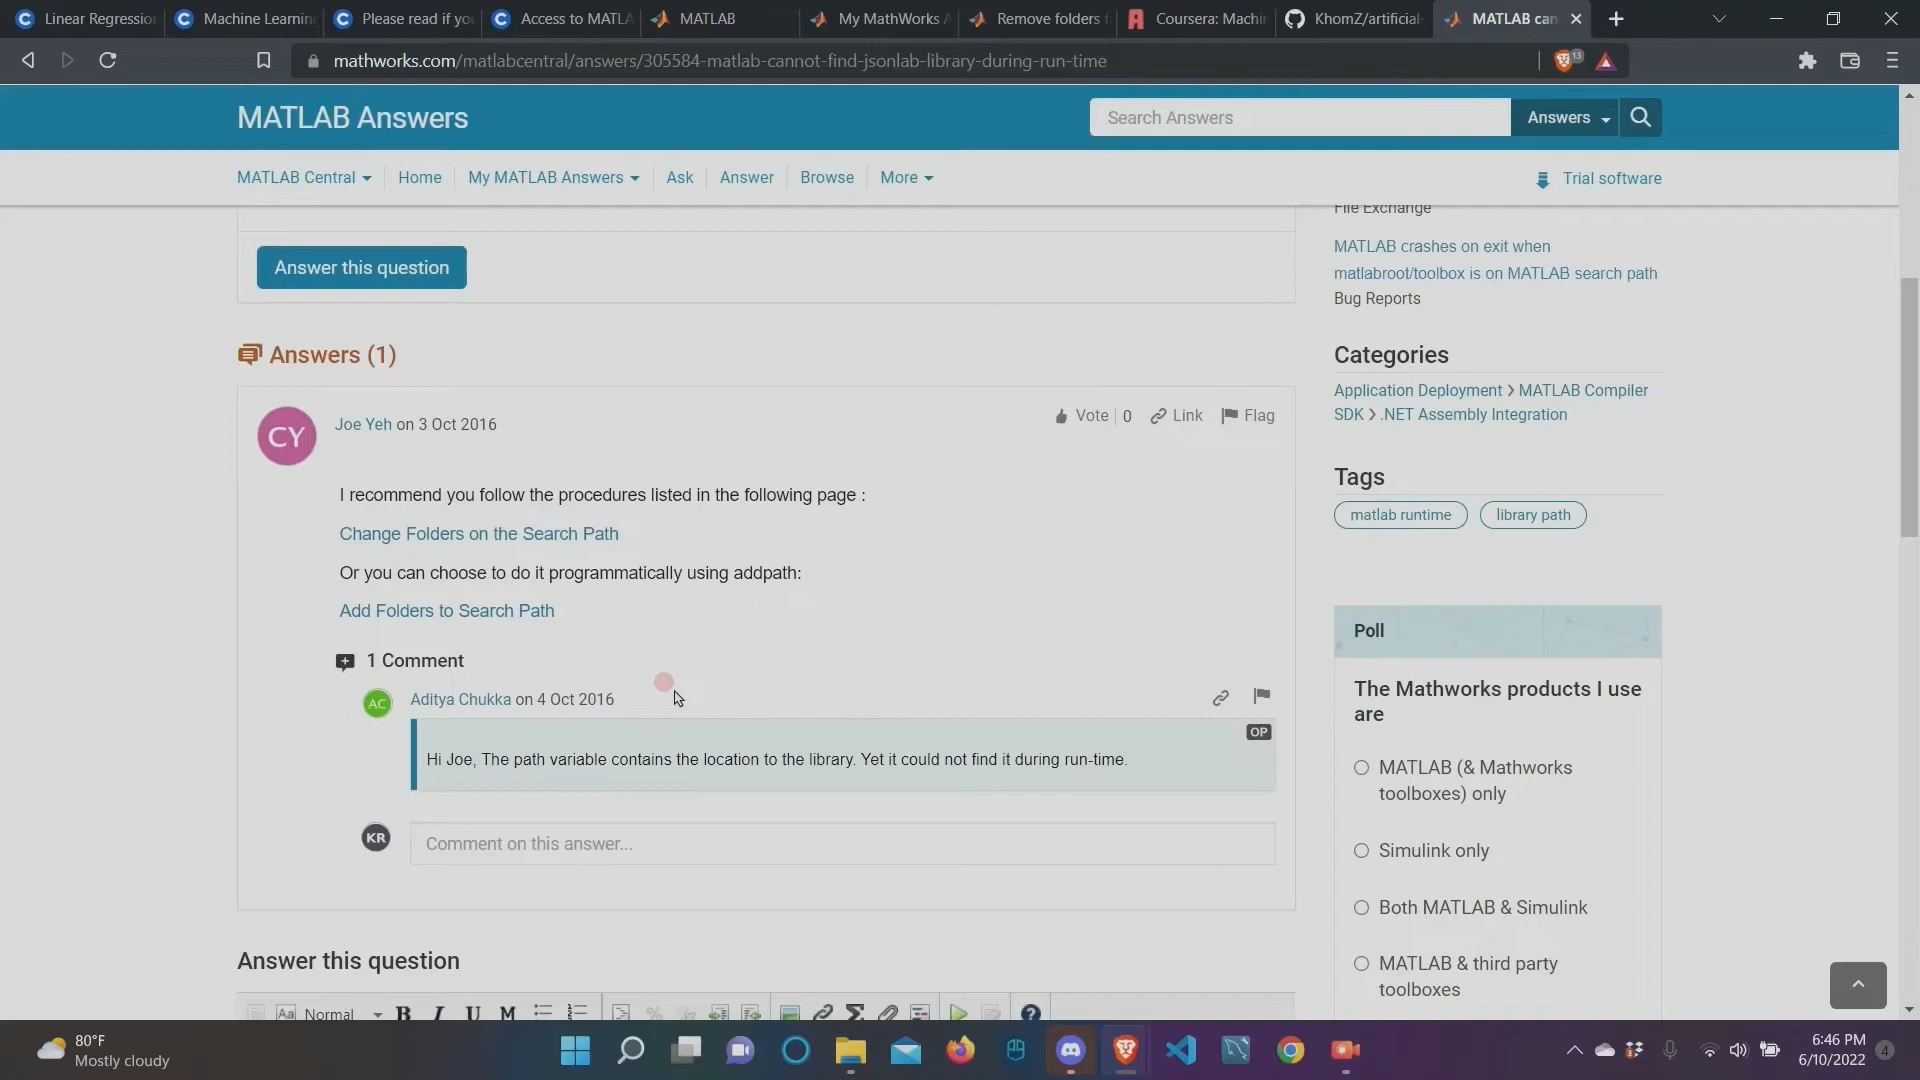 Linear Regression
Machine Learning
Please read if you
Access to MATLA
MATLAB
My MathWorks A
Remove folders f
Coursera: Machin
KhomZ/artificial-
MATLAB can
mathworks.com/matlabcentral/answers/305584-matlab-cannot-find-jsonlab-library-during-run-time
13
MATLAB Answers
Search Answers
Answers
MATLAB Central
Home
My MATLAB Answers
Ask
Answer
Browse
More
Trial software
File Exchange
MATLAB crashes on exit when
matlabroot/toolbox is on MATLAB search path
Bug Reports
Answer this question
Answers (1)
CY
Joe Yeh on 3 Oct 2016
Vote 0
Link
Flag
I recommend you follow the procedures listed in the following page :
Change Folders on the Search Path
Or you can choose to do it programmatically using addpath:
Add Folders to Search Path
1 Comment
AC
Aditya Chukka on 4 Oct 2016
OP
Hi Joe, The path variable contains the location to the library. Yet it could not find it during run-time.
KR
Comment on this answer...
Answer this question
Normal
B I U M
Categories
Application Deployment > MATLAB Compiler
SDK > .NET Assembly Integration
Tags
matlab runtime
library path
Poll
The Mathworks products I use
are
MATLAB (& Mathworks
toolboxes) only
Simulink only
Both MATLAB & Simulink
MATLAB & third party
toolboxes
80°F
Mostly cloudy
6:46 PM
6/10/2022
4